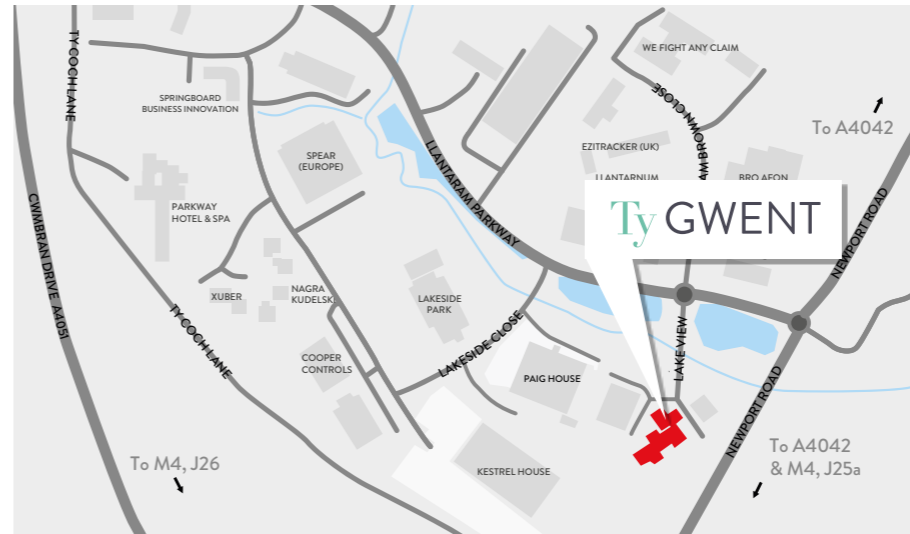 TY COCH LANE
WE FIGHT ANY CLAIM
SPRINGBOARD
BUSINESS INNOVATION
BROWN CLOSE
To A4042
SPEAR
(EUROPE)
LLANTARAM PARKWAY
EZITRACKER (UK)
LLANTARNUM
BRO AFON
CWMBRAN DRIVE A4051
PARKWAY
HOTEL & SPA
Ty GWENT
NEWPORT ROAD
XUBER
NAGRA
KUDELSKI
LAKESIDE
PARK
TY COCH LANE
COOPER
CONTROLS
LAKESIDE CLOSE
LAKE VIEW
PAIG HOUSE
NEWPORT ROAD
To M4, J26
KESTREL HOUSE
To A4042
& M4, J25a